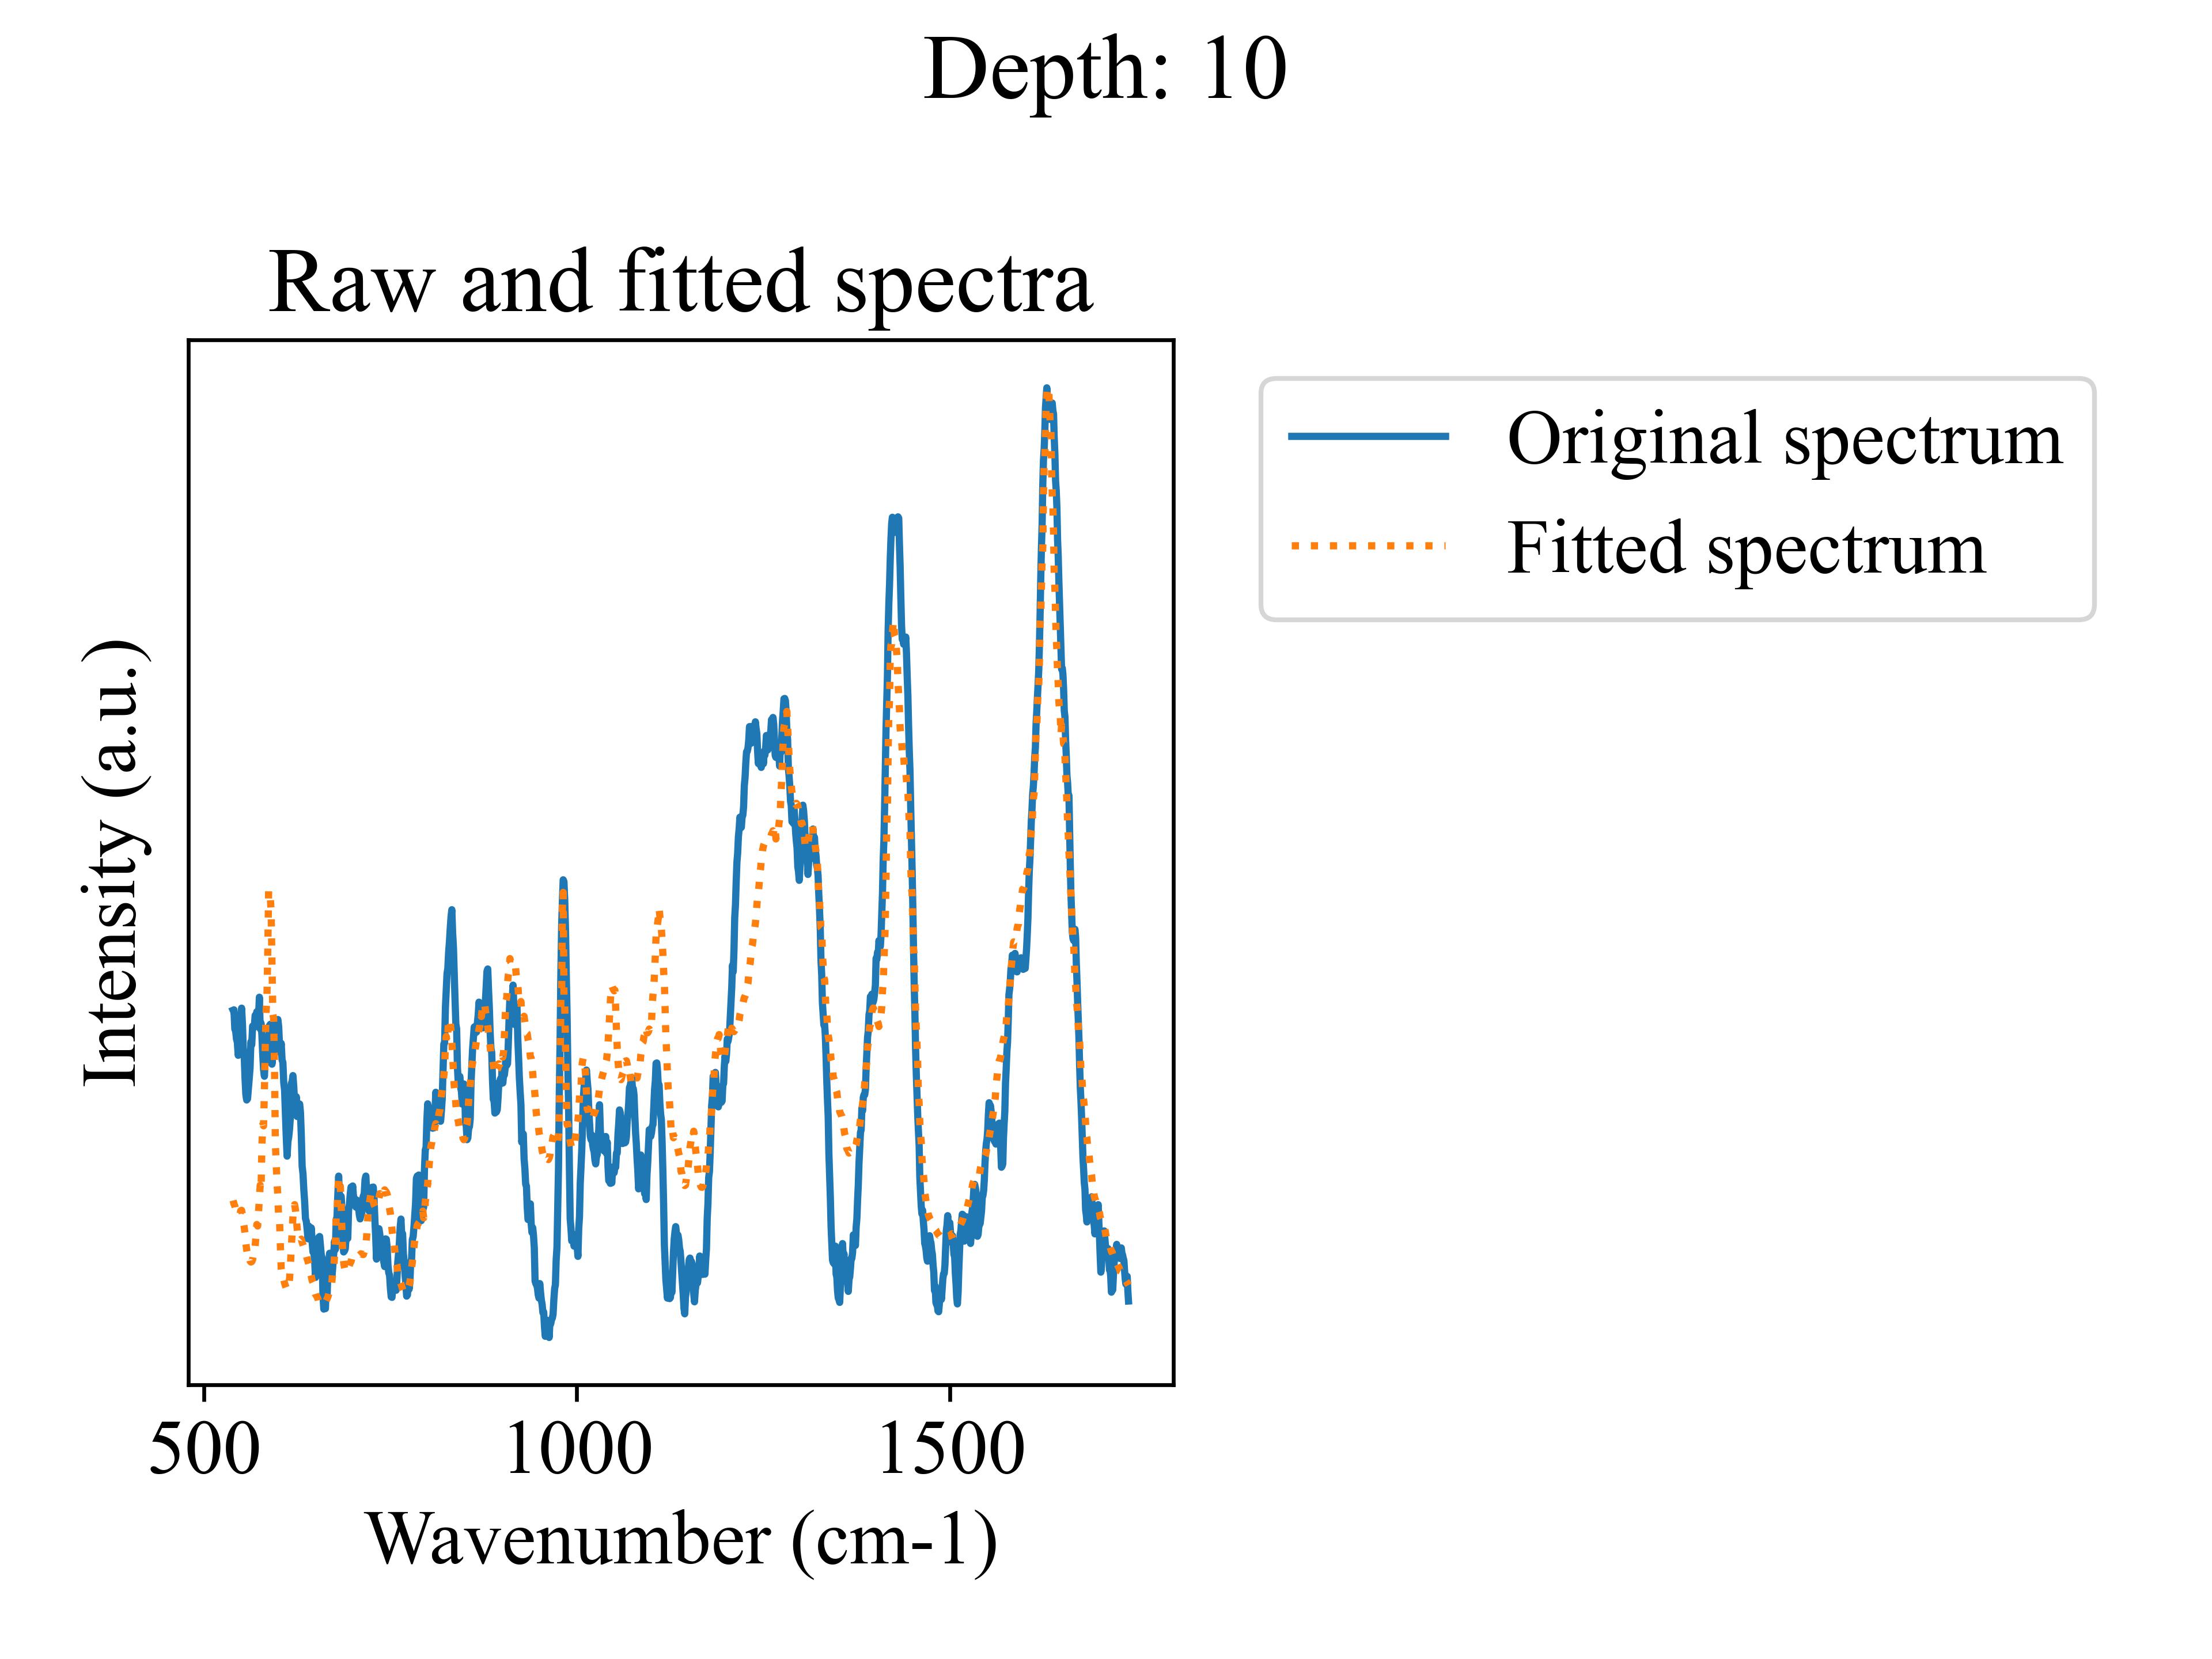 Depth: 10
Raw and fitted spectra
Original spectrum
Fitted spectrum
Intensity (a.u.)
500 1000 1500
Wavenumber (cm-1)